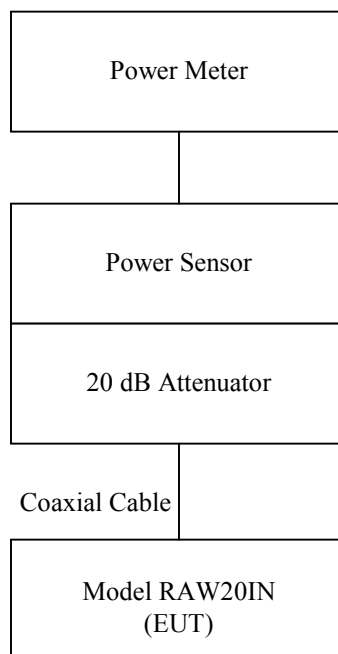 Power Meter
Power Sensor
20 dB Attenuator
Coaxial Cable
Model RAW20IN
(EUT)